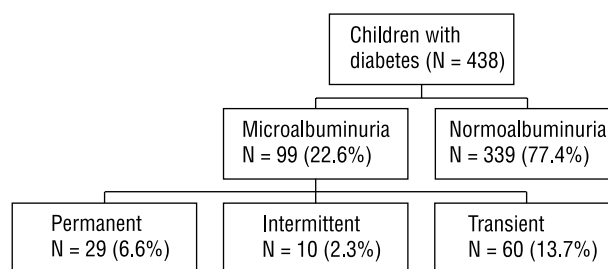 Children with
diabetes (N = 438)
Microalbuminuria
N = 99 (22.6%)
Normoalbuminuria
N = 339 (77.4%)
Permanent
N = 29 (6.6%)
Intermittent
N = 10 (2.3%)
Transient
N = 60 (13.7%)